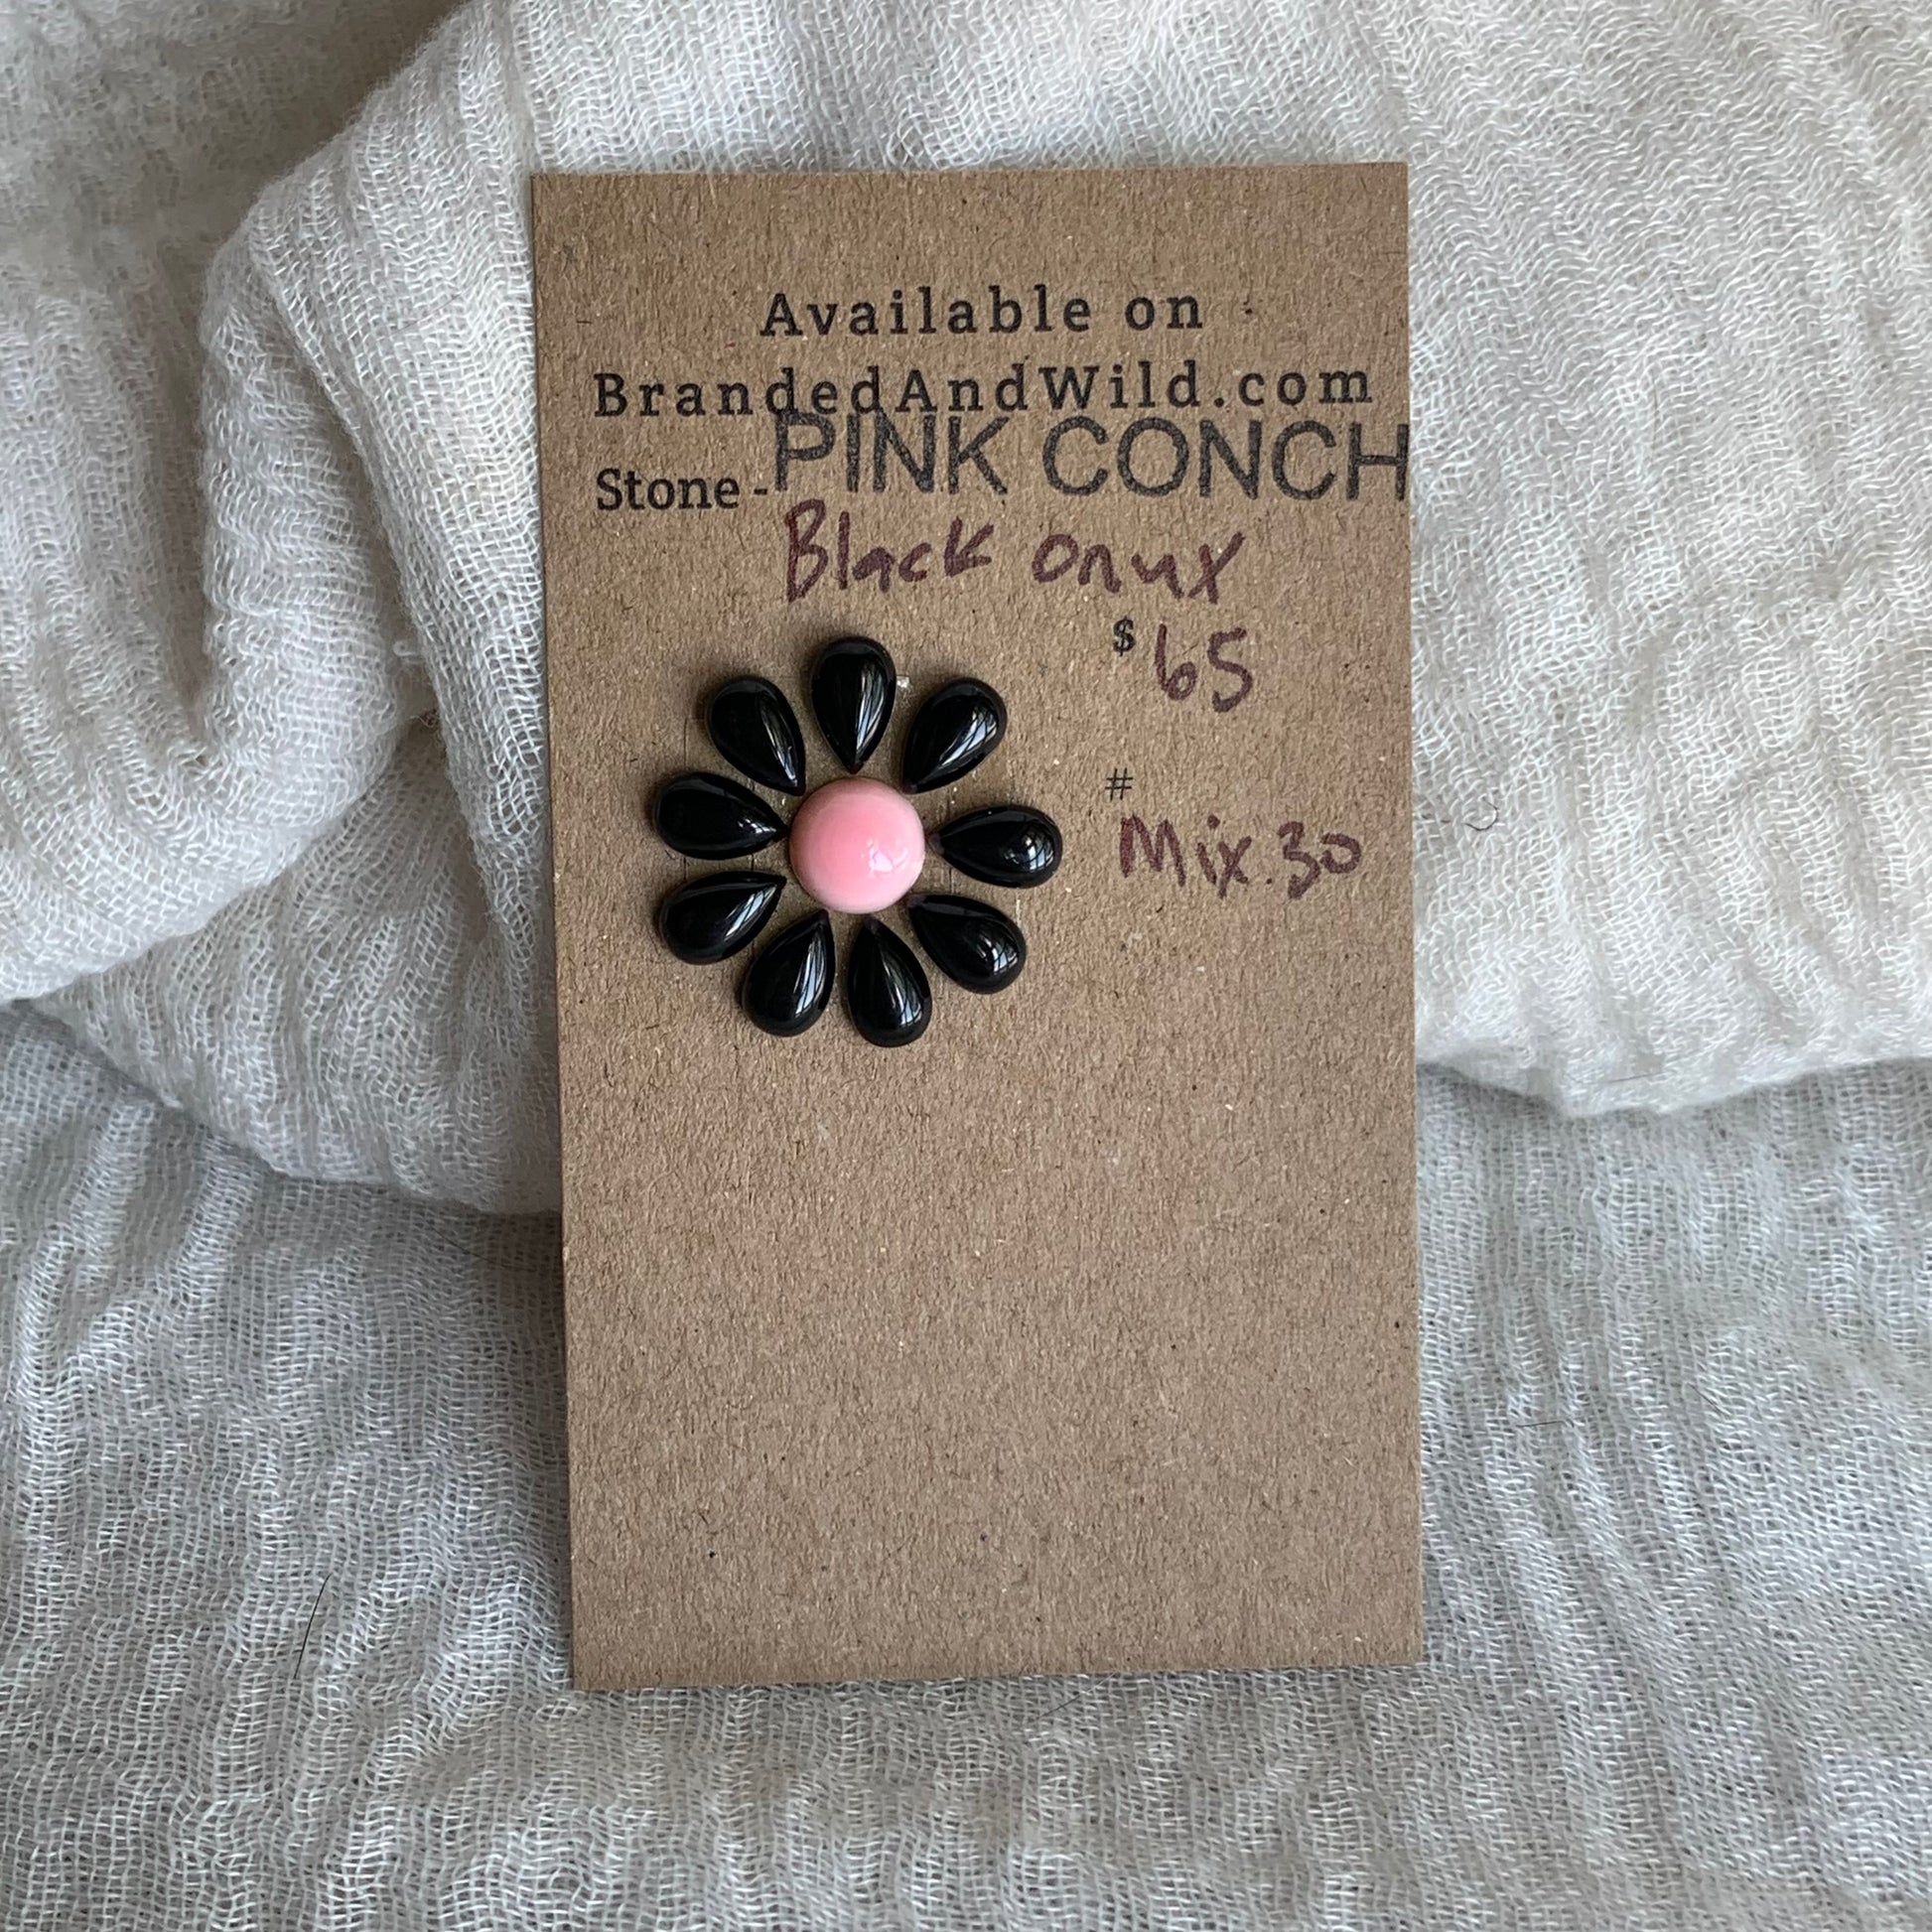 Available on
BrandedAndWild.com
Stone - PINK CONCH
Black onyx
$ 65
#
Mix.30